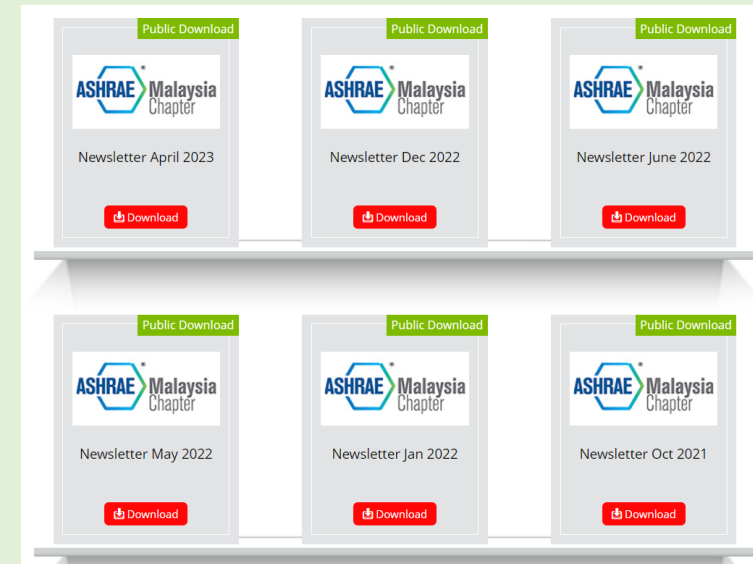 Public Download
Public Download
Public Download
ASHRAE Malaysia
Chapter
ASHRAE Malaysia
Chapter
ASHRAE Malaysia
Chapter
Newsletter April 2023
Newsletter Dec 2022
Newsletter June 2022
Download
Download
Download
Public Download
Public Download
Public Download
ASHRAE Malaysia
Chapter
ASHRAE Malaysia
Chapter
ASHRAE Malaysia
Chapter
Newsletter May 2022
Newsletter Jan 2022
Newsletter Oct 2021
Download
Download
Download